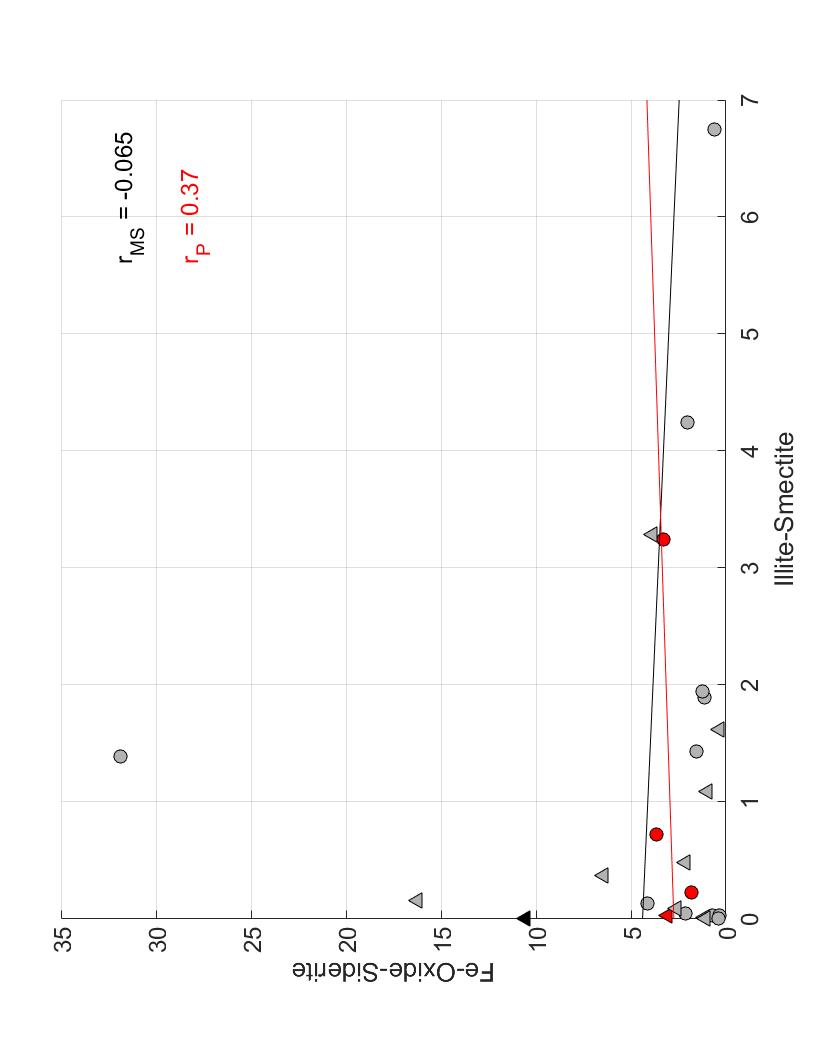 35
30
25
20
15
10
5
0
Fe-Oxide-Siderite
r_MS = -0.065
r_P = 0.37
0 1 2 3 4 5 6 7
Illite-Smectite